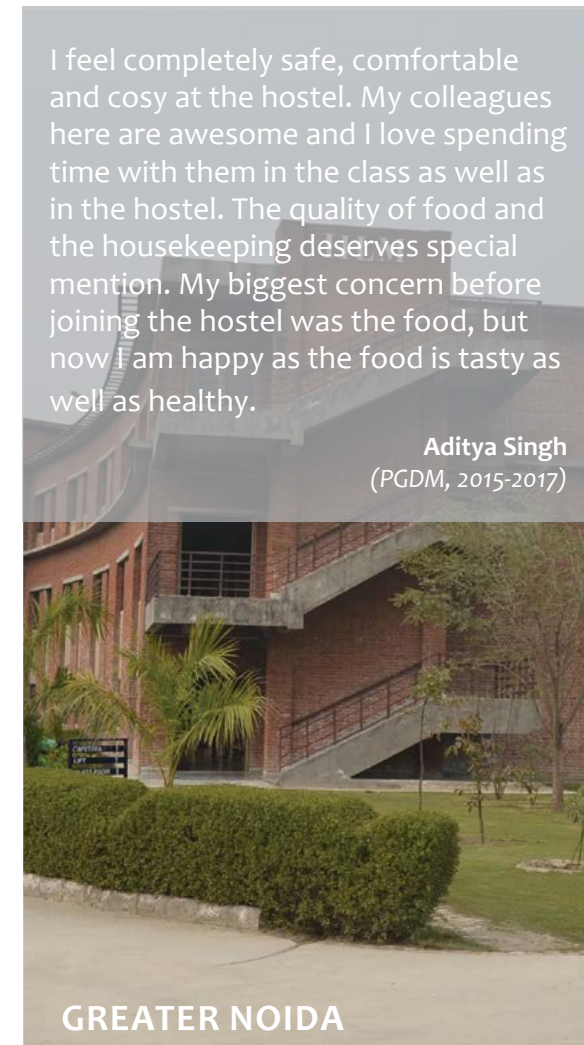 I feel completely safe, comfortable
and cosy at the hostel. My colleagues
here are awesome and I love spending
time with them in the class as well as
in the hostel. The quality of food and
the housekeeping deserves special
mention. My biggest concern before
joining the hostel was the food, but
now I am happy as the food is tasty as
well as healthy.
Aditya Singh
(PGDM, 2015-2017)
CAFETERIA
LIFT
GREATER NOIDA